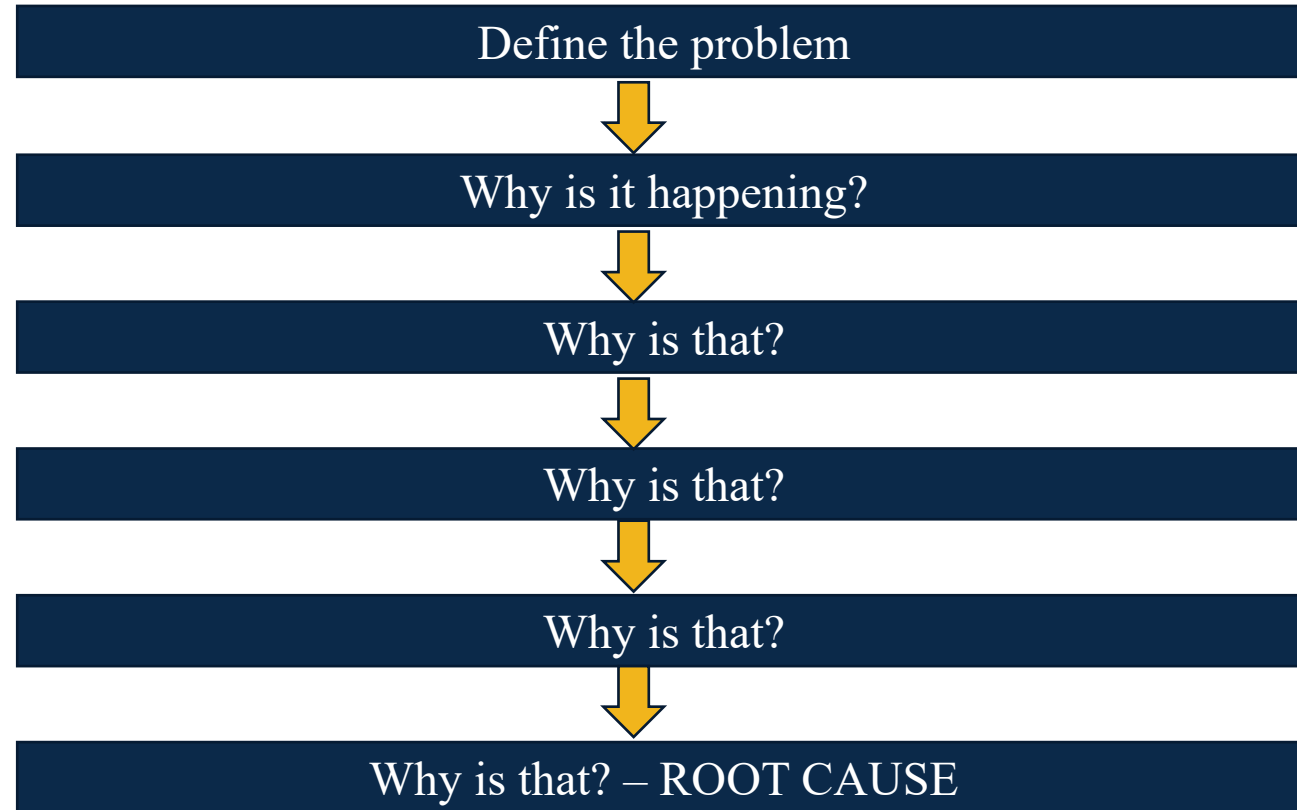 Define the problem
Why is it happening?
Why is that?
Why is that?
Why is that?
Why is that? – ROOT CAUSE